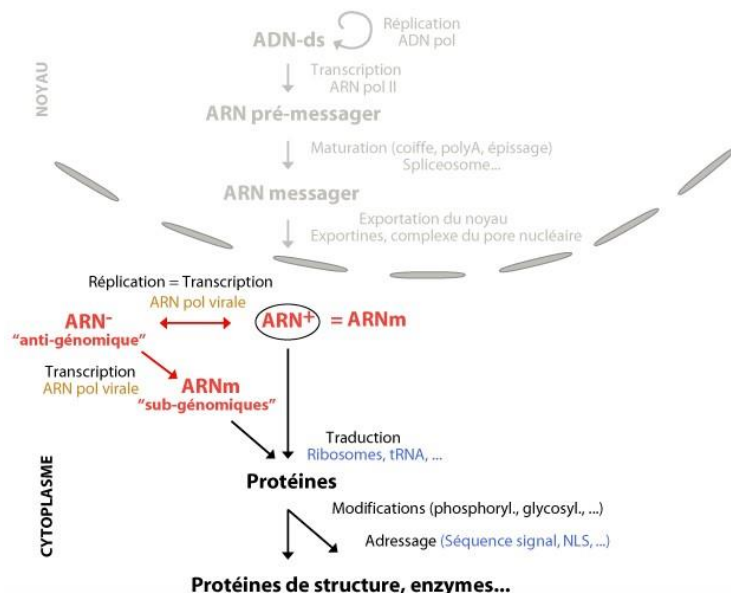 NOYAU
ADN-ds
Réplication
ADN pol
Transcription
ARN pol II
ARN pré-messager
Maturation (coiffe, polyA, épissage)
Spliceosome...
ARN messager
Exportation du noyau
Exportines, complexe du pore nucléaire
Réplication = Transcription
ARN pol virale
ARN-
"anti-génomique"
ARN+ = ARNm
Transcription
ARN pol virale
ARNm
"sub-génomiques"
Traduction
Ribosomes, tRNA, ...
CYTOPLASME
Protéines
Modifications (phosphoryl., glycosyl., ...)
Adressage (Séquence signal, NLS, ...)
Protéines de structure, enzymes...